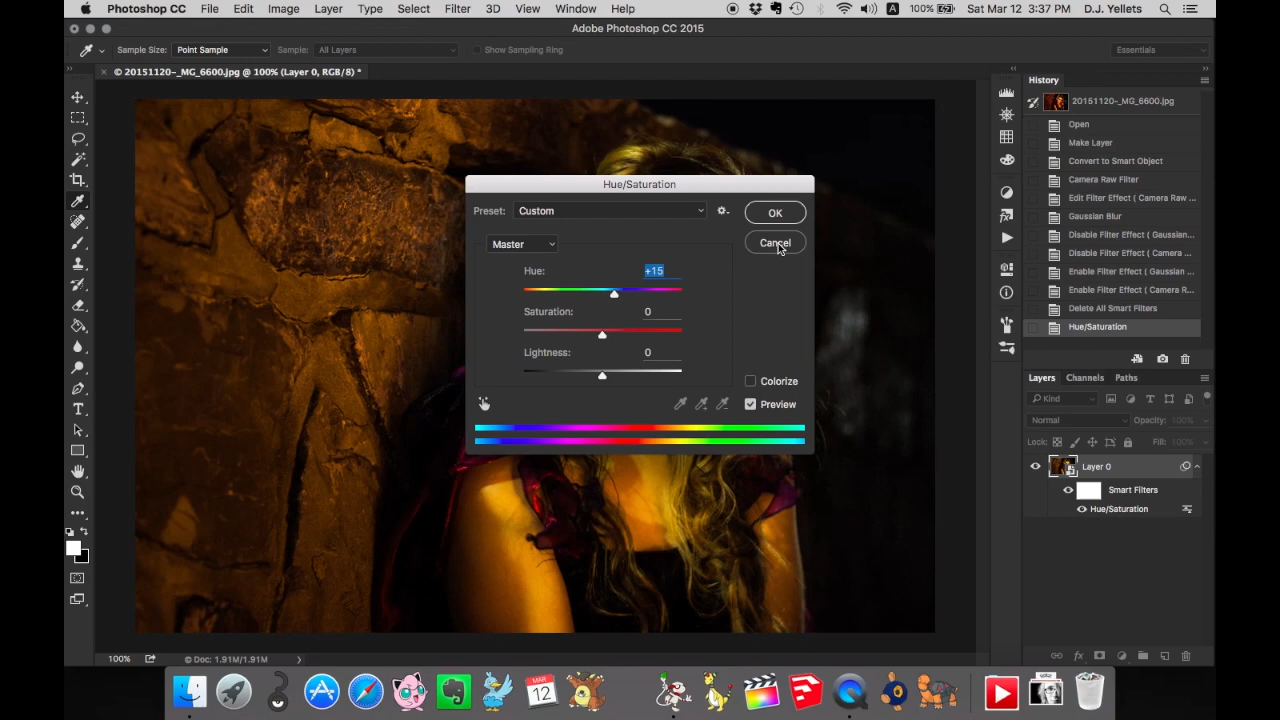 Photoshop CC File Edit Image Layer Type Select Filter 3D View Window Help 100% Sat Mar 12 3:37 PM D.J. Yellets
Adobe Photoshop CC 2015
Sample Size: Point Sample Sample: All Layers Show Sampling Ring Essentials
© 20151120-_MG_6600.jpg @ 100% (Layer 0, RGB/8) *
History
20151120-_MG_6600.jpg
Open
Make Layer
Convert to Smart Object
Camera Raw Filter
Edit Filter Effect ( Camera Raw ...
Gaussian Blur
Disable Filter Effect ( Gaussian...
Disable Filter Effect ( Camera ...
Enable Filter Effect ( Gaussian ...
Enable Filter Effect ( Camera R...
Delete All Smart Filters
Hue/Saturation
Hue/Saturation
Preset: Custom OK
Master Cancel
Hue: +15
Saturation: 0
Lightness: 0
Colorize
Preview
Layers Channels Paths
Kind
Normal Opacity: 100%
Lock: Fill: 100%
Layer 0
Smart Filters
Hue/Saturation
100% Doc: 1.91M/1.91M
MAR
12